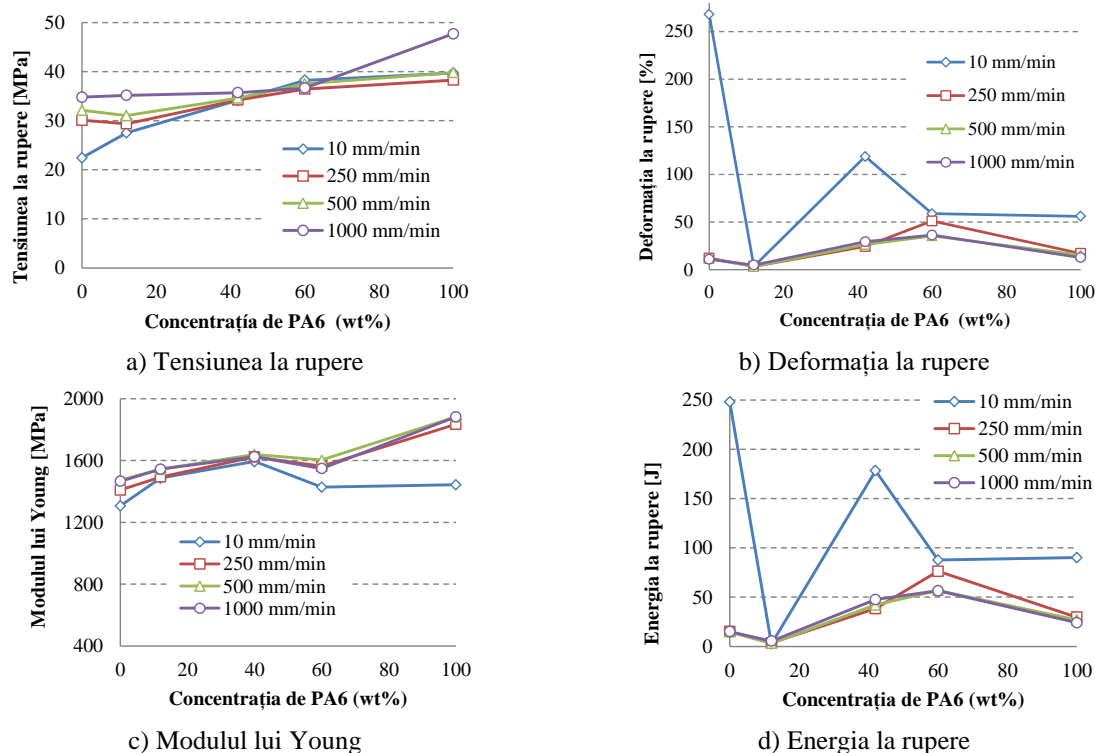 Tensiunea la rupere [MPa]
50
40
30
20
10
0
10 mm/min
250 mm/min
500 mm/min
1000 mm/min
0 20 40 60 80 100
Concentrația de PA6 (wt%)
a) Tensiunea la rupere
Deformația la rupere [%]
250
200
150
100
50
0
10 mm/min
250 mm/min
500 mm/min
1000 mm/min
0 20 40 60 80 100
Concentrația de PA6 (wt%)
b) Deformația la rupere
Modulul lui Young [MPa]
2000
1600
1200
800
400
10 mm/min
250 mm/min
500 mm/min
1000 mm/min
0 20 40 60 80 100
Concentrația de PA6 (wt%)
c) Modulul lui Young
Energia la rupere [J]
250
200
150
100
50
0
10 mm/min
250 mm/min
500 mm/min
1000 mm/min
0 20 40 60 80 100
Concentrația de PA6 (wt%)
d) Energia la rupere